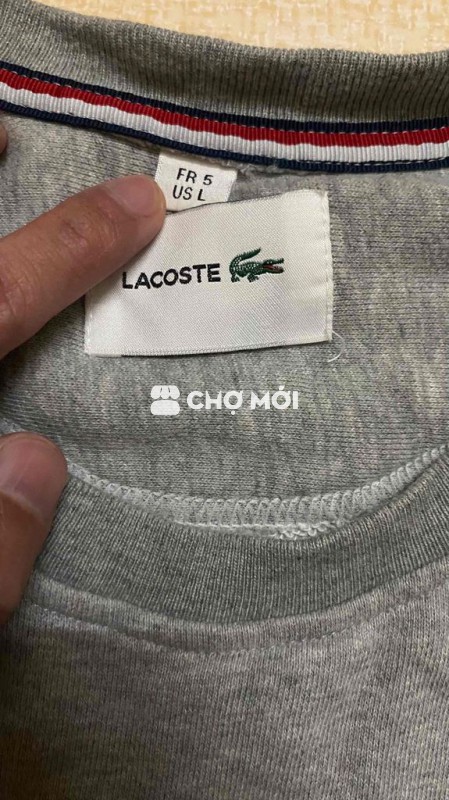 FR 5
US L
LACOSTE
CHỢ MỚI